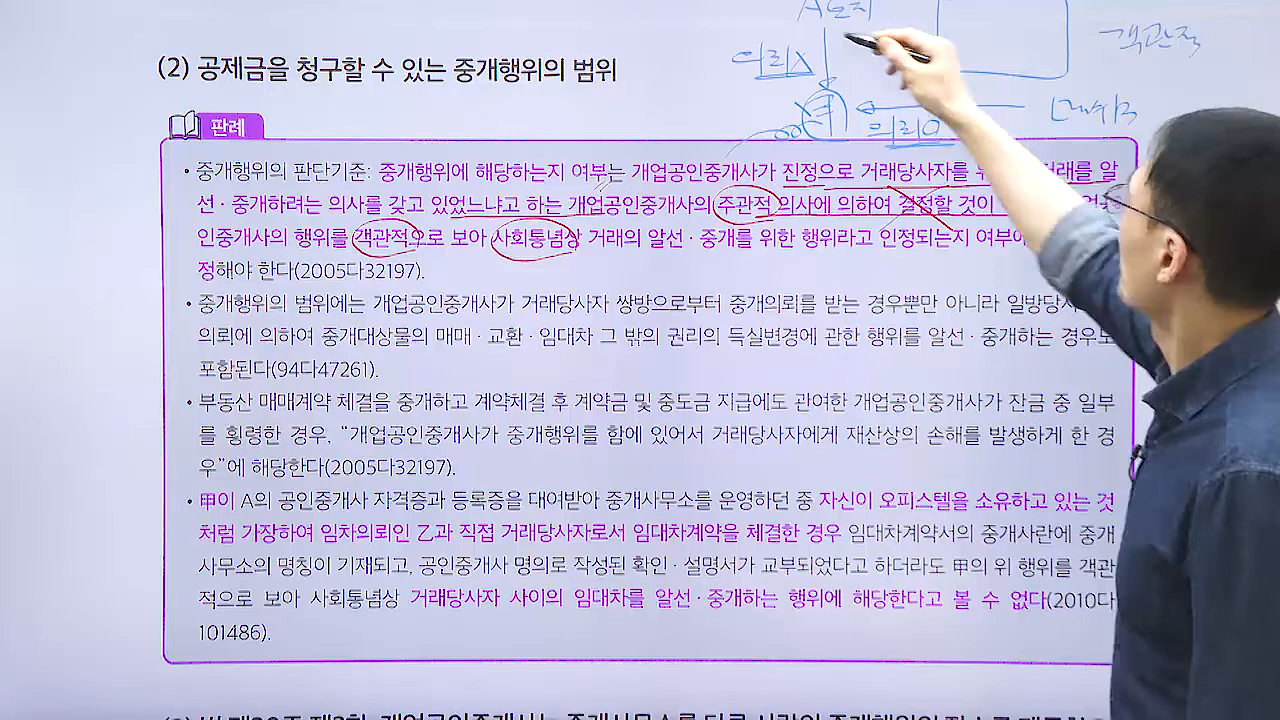 A토지
객관적
의뢰X
甲
의뢰O
(2) 공제금을 청구할 수 있는 중개행위의 범위
판례
• 중개행위의 판단기준: 중개행위에 해당하는지 여부는 개업공인중개사가 진정으로 거래당사자를 거래를 알
선·중개하려는 의사를 갖고 있었느냐고 하는 개업공인중개사의 주관적 의사에 의하여 결정할 것이
인중개사의 행위를 객관적으로 보아 사회통념상 거래의 알선·중개를 위한 행위라고 인정되는지 여부에
정해야 한다(2005다32197).
• 중개행위의 범위에는 개업공인중개사가 거래당사자 쌍방으로부터 중개의뢰를 받는 경우뿐만 아니라
의뢰에 의하여 중개대상물의 매매·교환·임대차 그 밖의 권리의 득실변경에 관한 행위를 알선·중개하는 경우도
포함된다(94다47261).
• 부동산 매매계약 체결을 중개하고 계약체결 후 계약금 및 중도금 지급에도 관여한 개업공인중개사가 잔금 중 일부
를 횡령한 경우, “개업공인중개사가 중개행위를 함에 있어서 거래당사자에게 재산상의 손해를 발생하게 한 경
우”에 해당한다(2005다32197).
• 甲이 A의 공인중개사 자격증과 등록증을 대여받아 중개사무소를 운영하던 중 자신이 오피스텔을 소유하고 있는 것
처럼 가장하여 임차의뢰인 乙과 직접 거래당사자로서 임대차계약을 체결한 경우 임대차계약서의 중개사란에 중개
사무소의 명칭이 기재되고, 공인중개사 명의로 작성된 확인·설명서가 교부되었다고 하더라도 甲의 위 행위를 객관
적으로 보아 사회통념상 거래당사자 사이의 임대차를 알선·중개하는 행위에 해당한다고 볼 수 없다(2010다
101486).